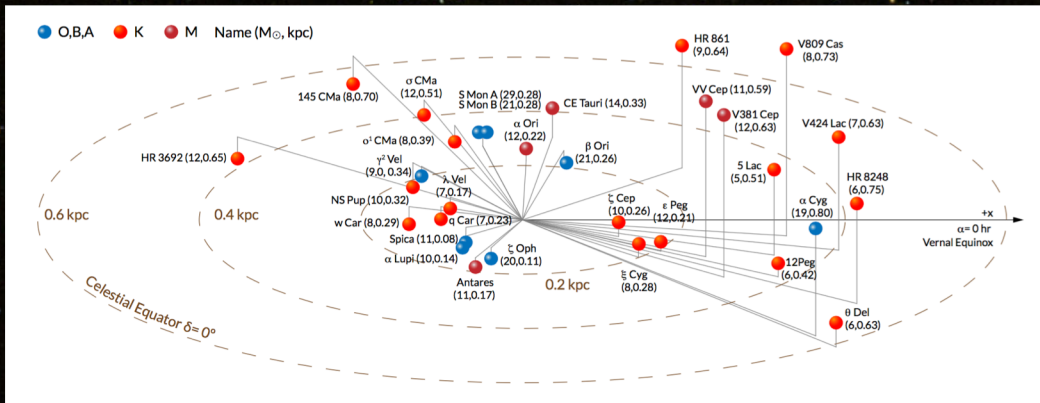 O,B,A K M Name (M⊙, kpc)
HR 861
(9,0.64)
V809 Cas
(8,0.73)
145 CMa (8,0.70)
σ CMa
(12,0.51)
S Mon A (29,0.28)
S Mon B (21,0.28)
CE Tauri (14,0.33)
VV Cep (11,0.59)
V381 Cep
(12,0.63)
V424 Lac (7,0.63)
o¹ CMa (8,0.39)
α Ori
(12,0.22)
β Ori
(21,0.26)
HR 3692 (12,0.65)
γ² Vel
(9,0, 0.34)
λ Vel
(7,0.17)
5 Lac
(5,0.51)
HR 8248
(6,0.75)
NS Pup (10,0.32)
ζ Cep
(10,0.26)
ε Peg
(12,0.21)
α Cyg
(19,0.80)
0.6 kpc
0.4 kpc
w Car (8,0.29)
q Car (7,0.23)
+x
α= 0 hr
Vernal Equinox
Spica (11,0.08)
α Lupi (10,0.14)
ζ Oph
(20,0.11)
Antares
(11,0.17)
0.2 kpc
ξ Cyg
(8,0.28)
12Peg
(6,0.42)
Celestial Equator δ= 0°
θ Del
(6,0.63)